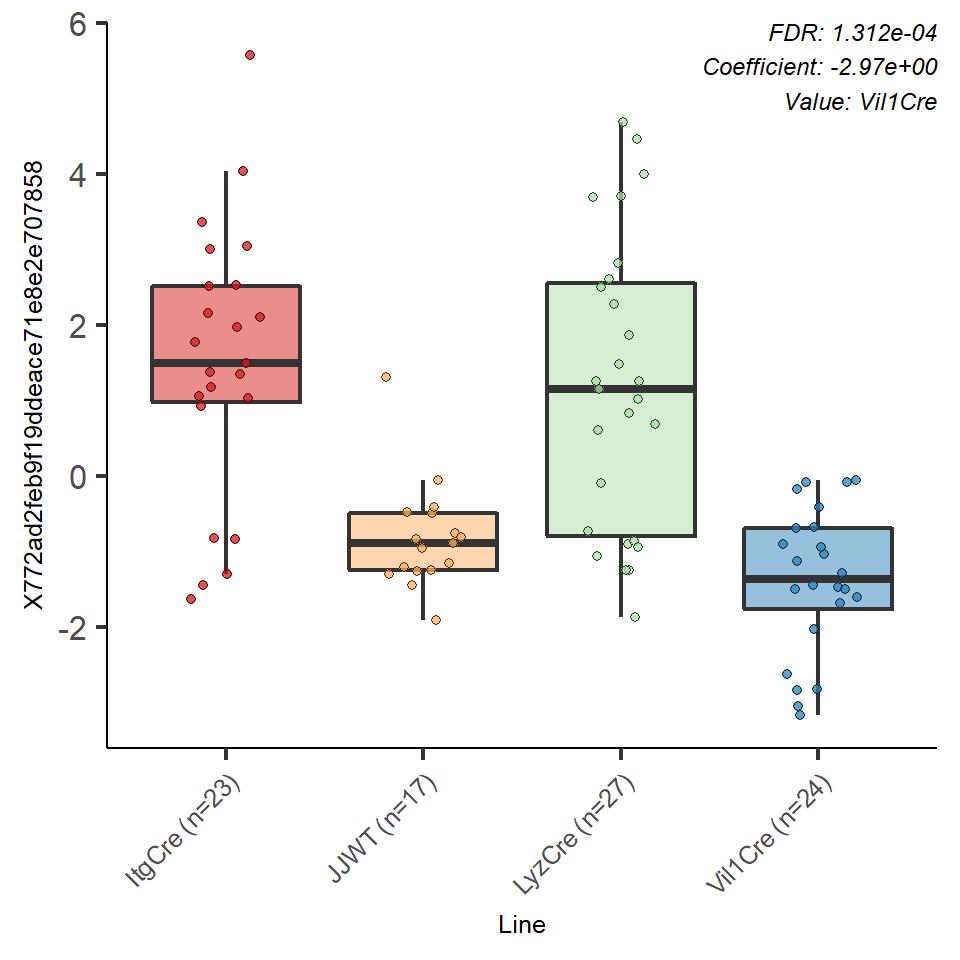 FDR: 1.312e-04
Coefficient: -2.97e+00
Value: Vil1Cre
X772ad2feb9f19ddeace71e8e2e707858
6
4
2
0
-2
ItgCre (n=23)
JJWT (n=17)
LyzCre (n=27)
Vil1Cre (n=24)
Line